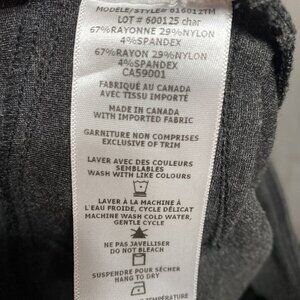 MODELE/STYLE# 616012TM
LOT # 600125 char
67%RAYONNE 29%NYLON
4%SPANDEX
67%RAYON 29%NYLON
4%SPANDEX
CA59001
FABRIQUÉ AU CANADA
AVEC TISSU IMPORTÉ
MADE IN CANADA
WITH IMPORTED FABRIC
GARNITURE NON COMPRISES
EXCLUSIVE OF TRIM
LAVER AVEC DES COULEURS
SEMBLABLES
WASH WITH LIKE COLOURS
LAVER À LA MACHINE À
L'EAU FROIDE, CYCLE DÉLICAT
MACHINE WASH COLD WATER,
GENTLE CYCLE
NE PAS JAVELLISER
DO NOT BLEACH
SUSPENDRE POUR SÉCHER
HANG TO DRY
TEMPÉRATURE